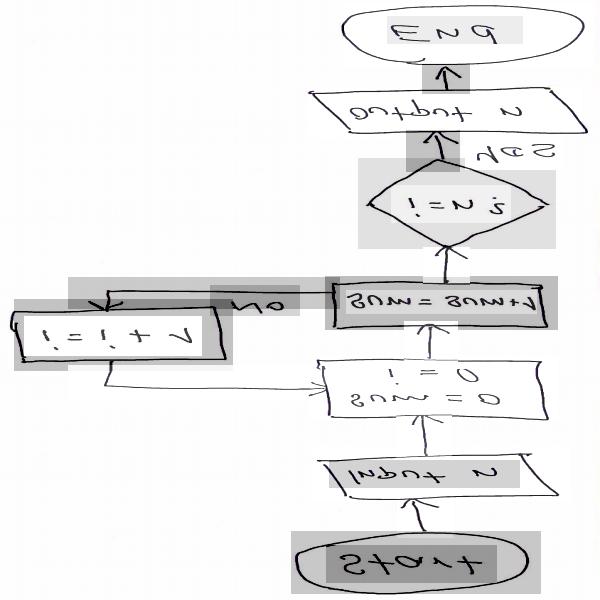 Start
Input N
sum = 0
i = 0
sum = sum+1
No
i = i + 1
i = N ?
Yes
Output N
END